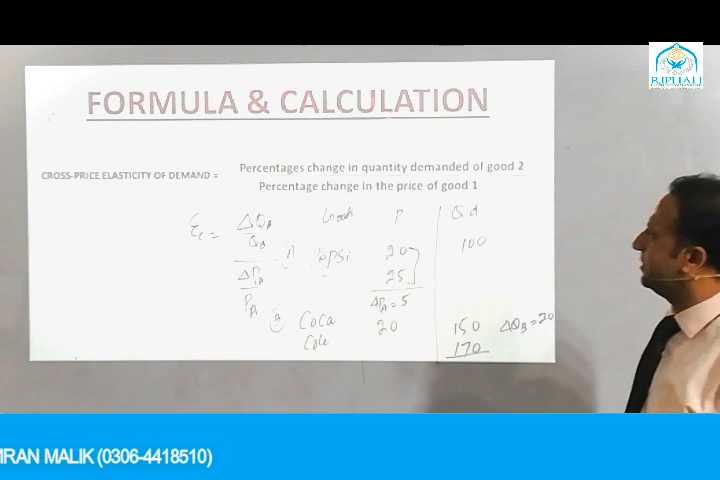 RIPHAH
FORMULA & CALCULATION
CROSS-PRICE ELASTICITY OF DEMAND = Percentages change in quantity demanded of good 2
Percentage change in the price of good 1
Goods P Qd
Ec = ΔQB
QB
ΔPA
PA
A Pepsi 20 100
25
ΔPA = 5
B Coca 20 150 ΔQB = 20
Cola 170
MRAN MALIK (0306-4418510)